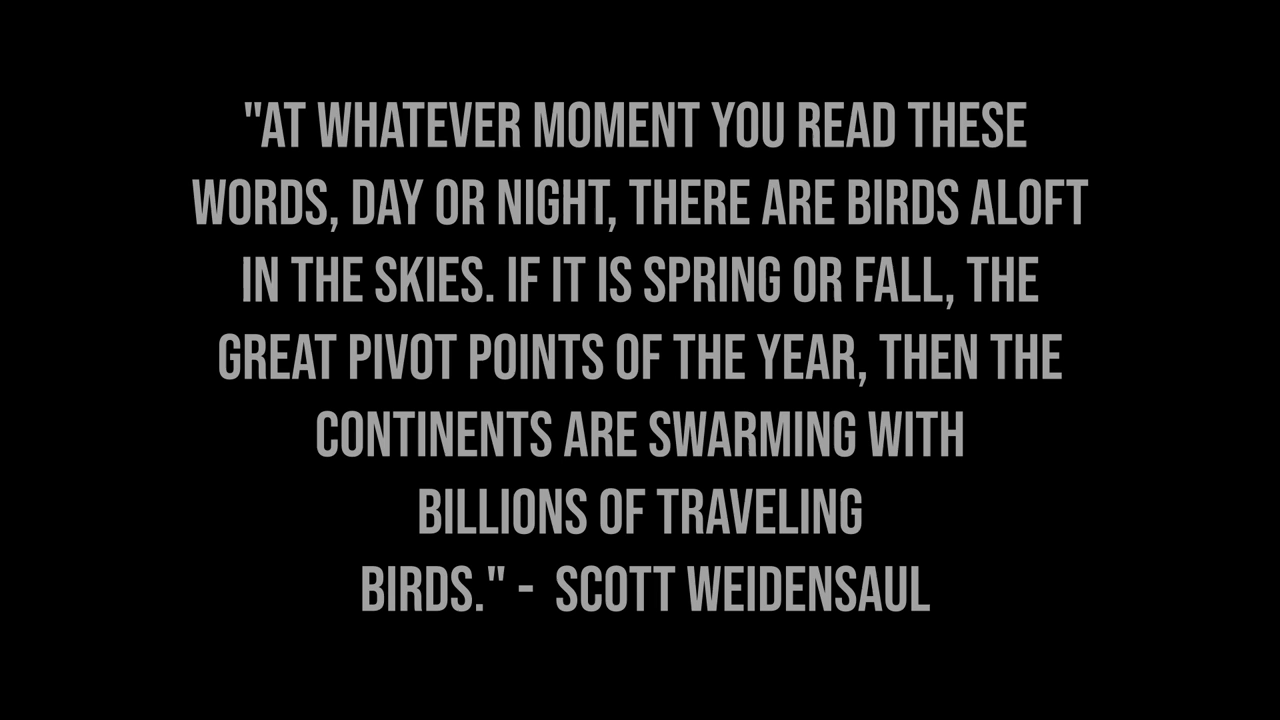 "AT WHATEVER MOMENT YOU READ THESE
WORDS, DAY OR NIGHT, THERE ARE BIRDS ALOFT
IN THE SKIES. IF IT IS SPRING OR FALL, THE
GREAT PIVOT POINTS OF THE YEAR, THEN THE
CONTINENTS ARE SWARMING WITH
BILLIONS OF TRAVELING
BIRDS." - SCOTT WEIDENSAUL